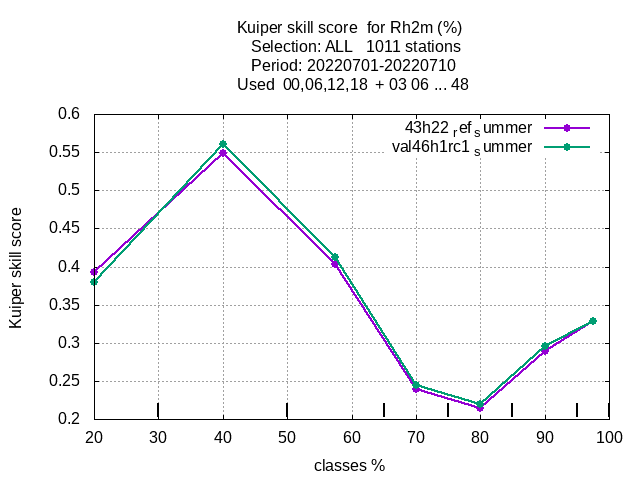 Kuiper skill score for Rh2m (%)
Selection: ALL 1011 stations
Period: 20220701-20220710
Used 00,06,12,18 + 03 06 ... 48
43h22_ref_summer
val46h1rc1_summer
0.6
0.55
0.5
0.45
0.4
0.35
0.3
0.25
0.2
Kuiper skill score
20 30 40 50 60 70 80 90 100
classes %